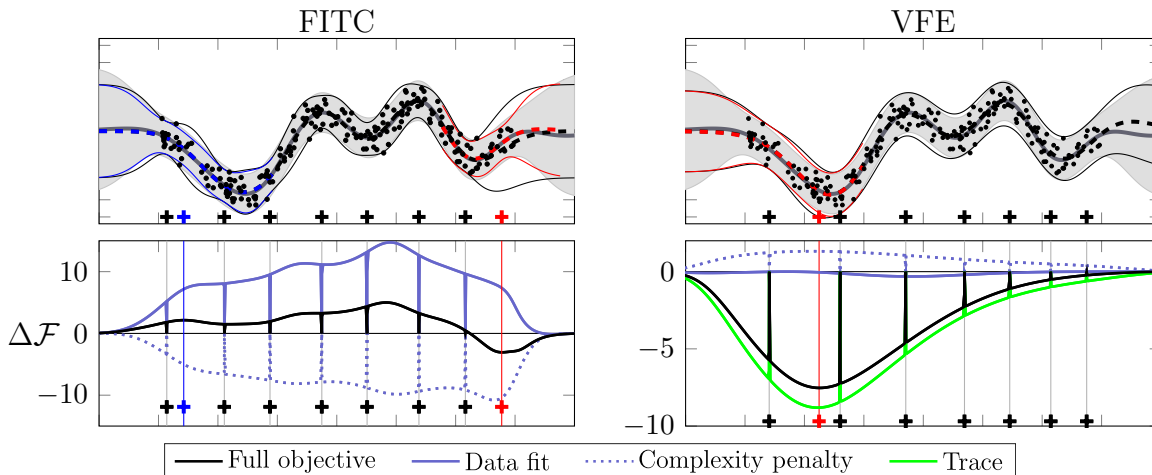 FITC
VFE
10
0
−10
ΔF
0
−5
−10
Full objective
Data fit
Complexity penalty
Trace